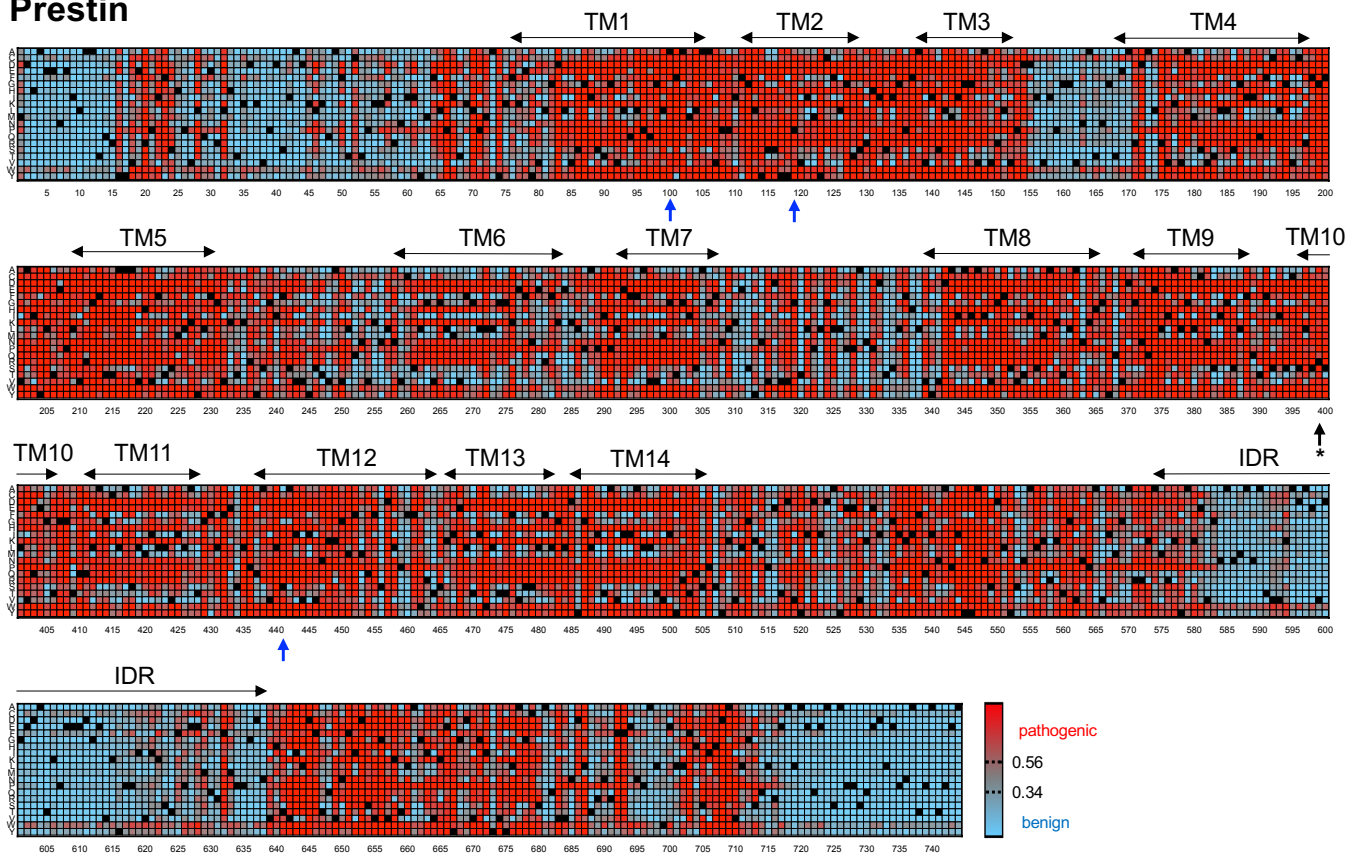 Prestin
TM1 TM2 TM3 TM4
A
C
D
E
F
G
H
I
K
L
M
N
P
Q
R
S
T
V
W
Y
5 10 15 20 25 30 35 40 45 50 55 60 65 70 75 80 85 90 95 100 105 110 115 120 125 130 135 140 145 150 155 160 165 170 175 180 185 190 195 200
TM5 TM6 TM7 TM8 TM9 TM10
205 210 215 220 225 230 235 240 245 250 255 260 265 270 275 280 285 290 295 300 305 310 315 320 325 330 335 340 345 350 355 360 365 370 375 380 385 390 395 400
*
TM10 TM11 TM12 TM13 TM14 IDR
405 410 415 420 425 430 435 440 445 450 455 460 465 470 475 480 485 490 495 500 505 510 515 520 525 530 535 540 545 550 555 560 565 570 575 580 585 590 595 600
IDR
605 610 615 620 625 630 635 640 645 650 655 660 665 670 675 680 685 690 695 700 705 710 715 720 725 730 735 740
pathogenic
0.56
0.34
benign